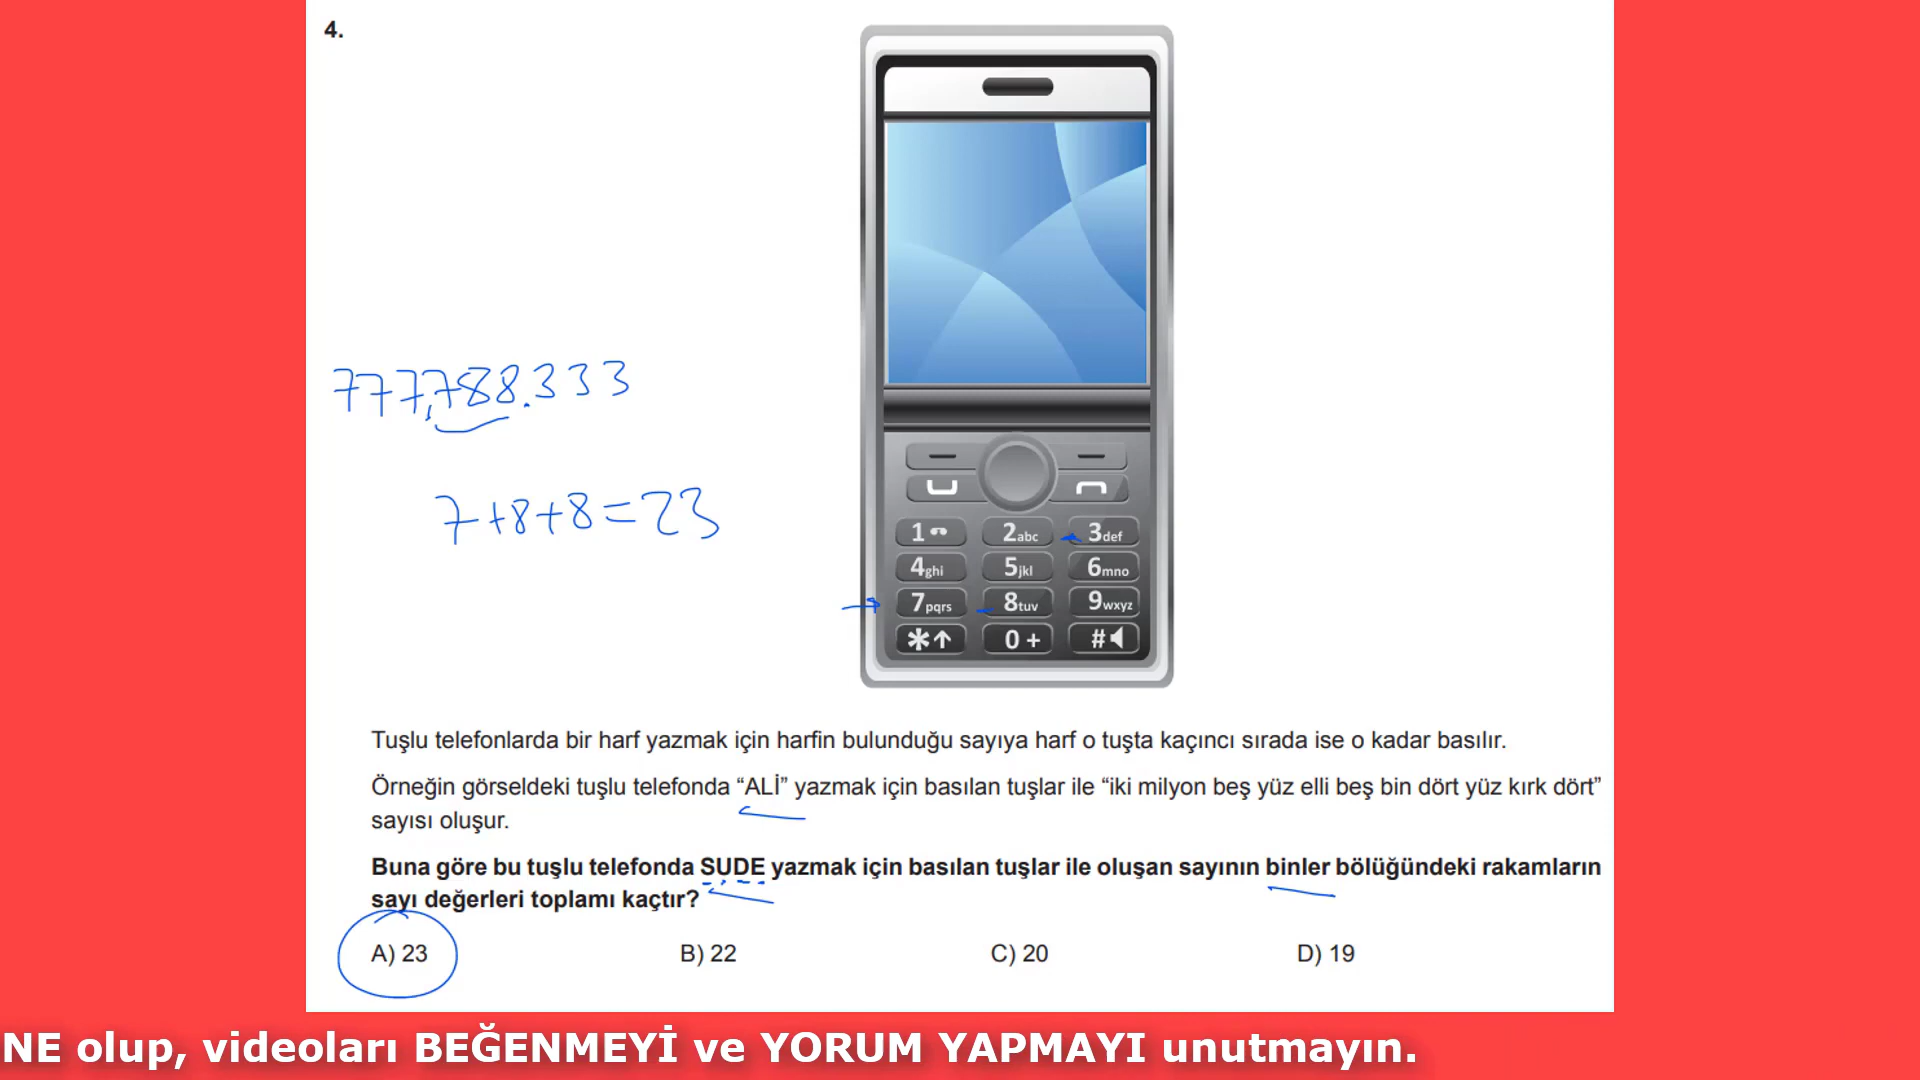 4.
777.788.333
7+8+8=23
1 2abc 3def
4ghi 5jkl 6mno
7pqrs 8tuv 9wxyz
* 0 + #
Tuşlu telefonlarda bir harf yazmak için harfin bulunduğu sayıya harf o tuşta kaçıncı sırada ise o kadar basılır.
Örneğin görseldeki tuşlu telefonda “ALİ” yazmak için basılan tuşlar ile “iki milyon beş yüz elli beş bin dört yüz kırk dört”
sayısı oluşur.
Buna göre bu tuşlu telefonda SUDE yazmak için basılan tuşlar ile oluşan sayının binler bölüğündeki rakamların
sayı değerleri toplamı kaçtır?
A) 23 B) 22 C) 20 D) 19
NE olup, videoları BEĞENMEYİ ve YORUM YAPMAYI unutmayın.